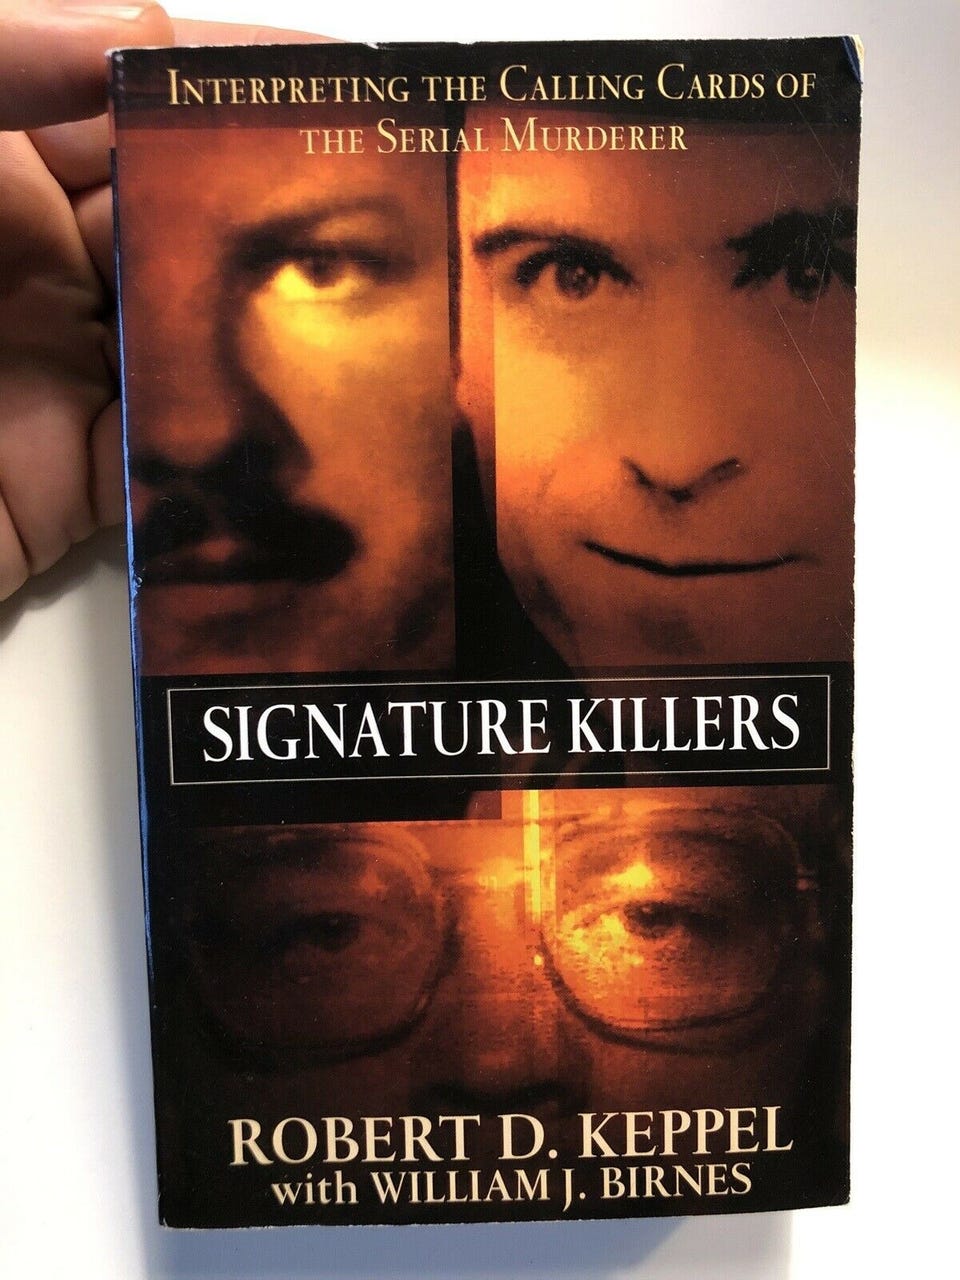 INTERPRETING THE CALLING CARDS OF
THE SERIAL MURDERER
SIGNATURE KILLERS
ROBERT D. KEPPEL
with WILLIAM J. BIRNES